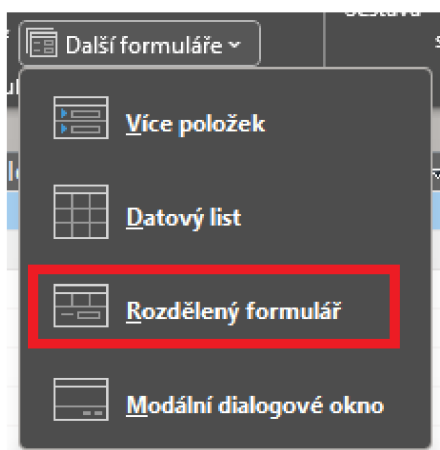 Další formuláře
Více položek
Datový list
Rozdělený formulář
Modální dialogové okno